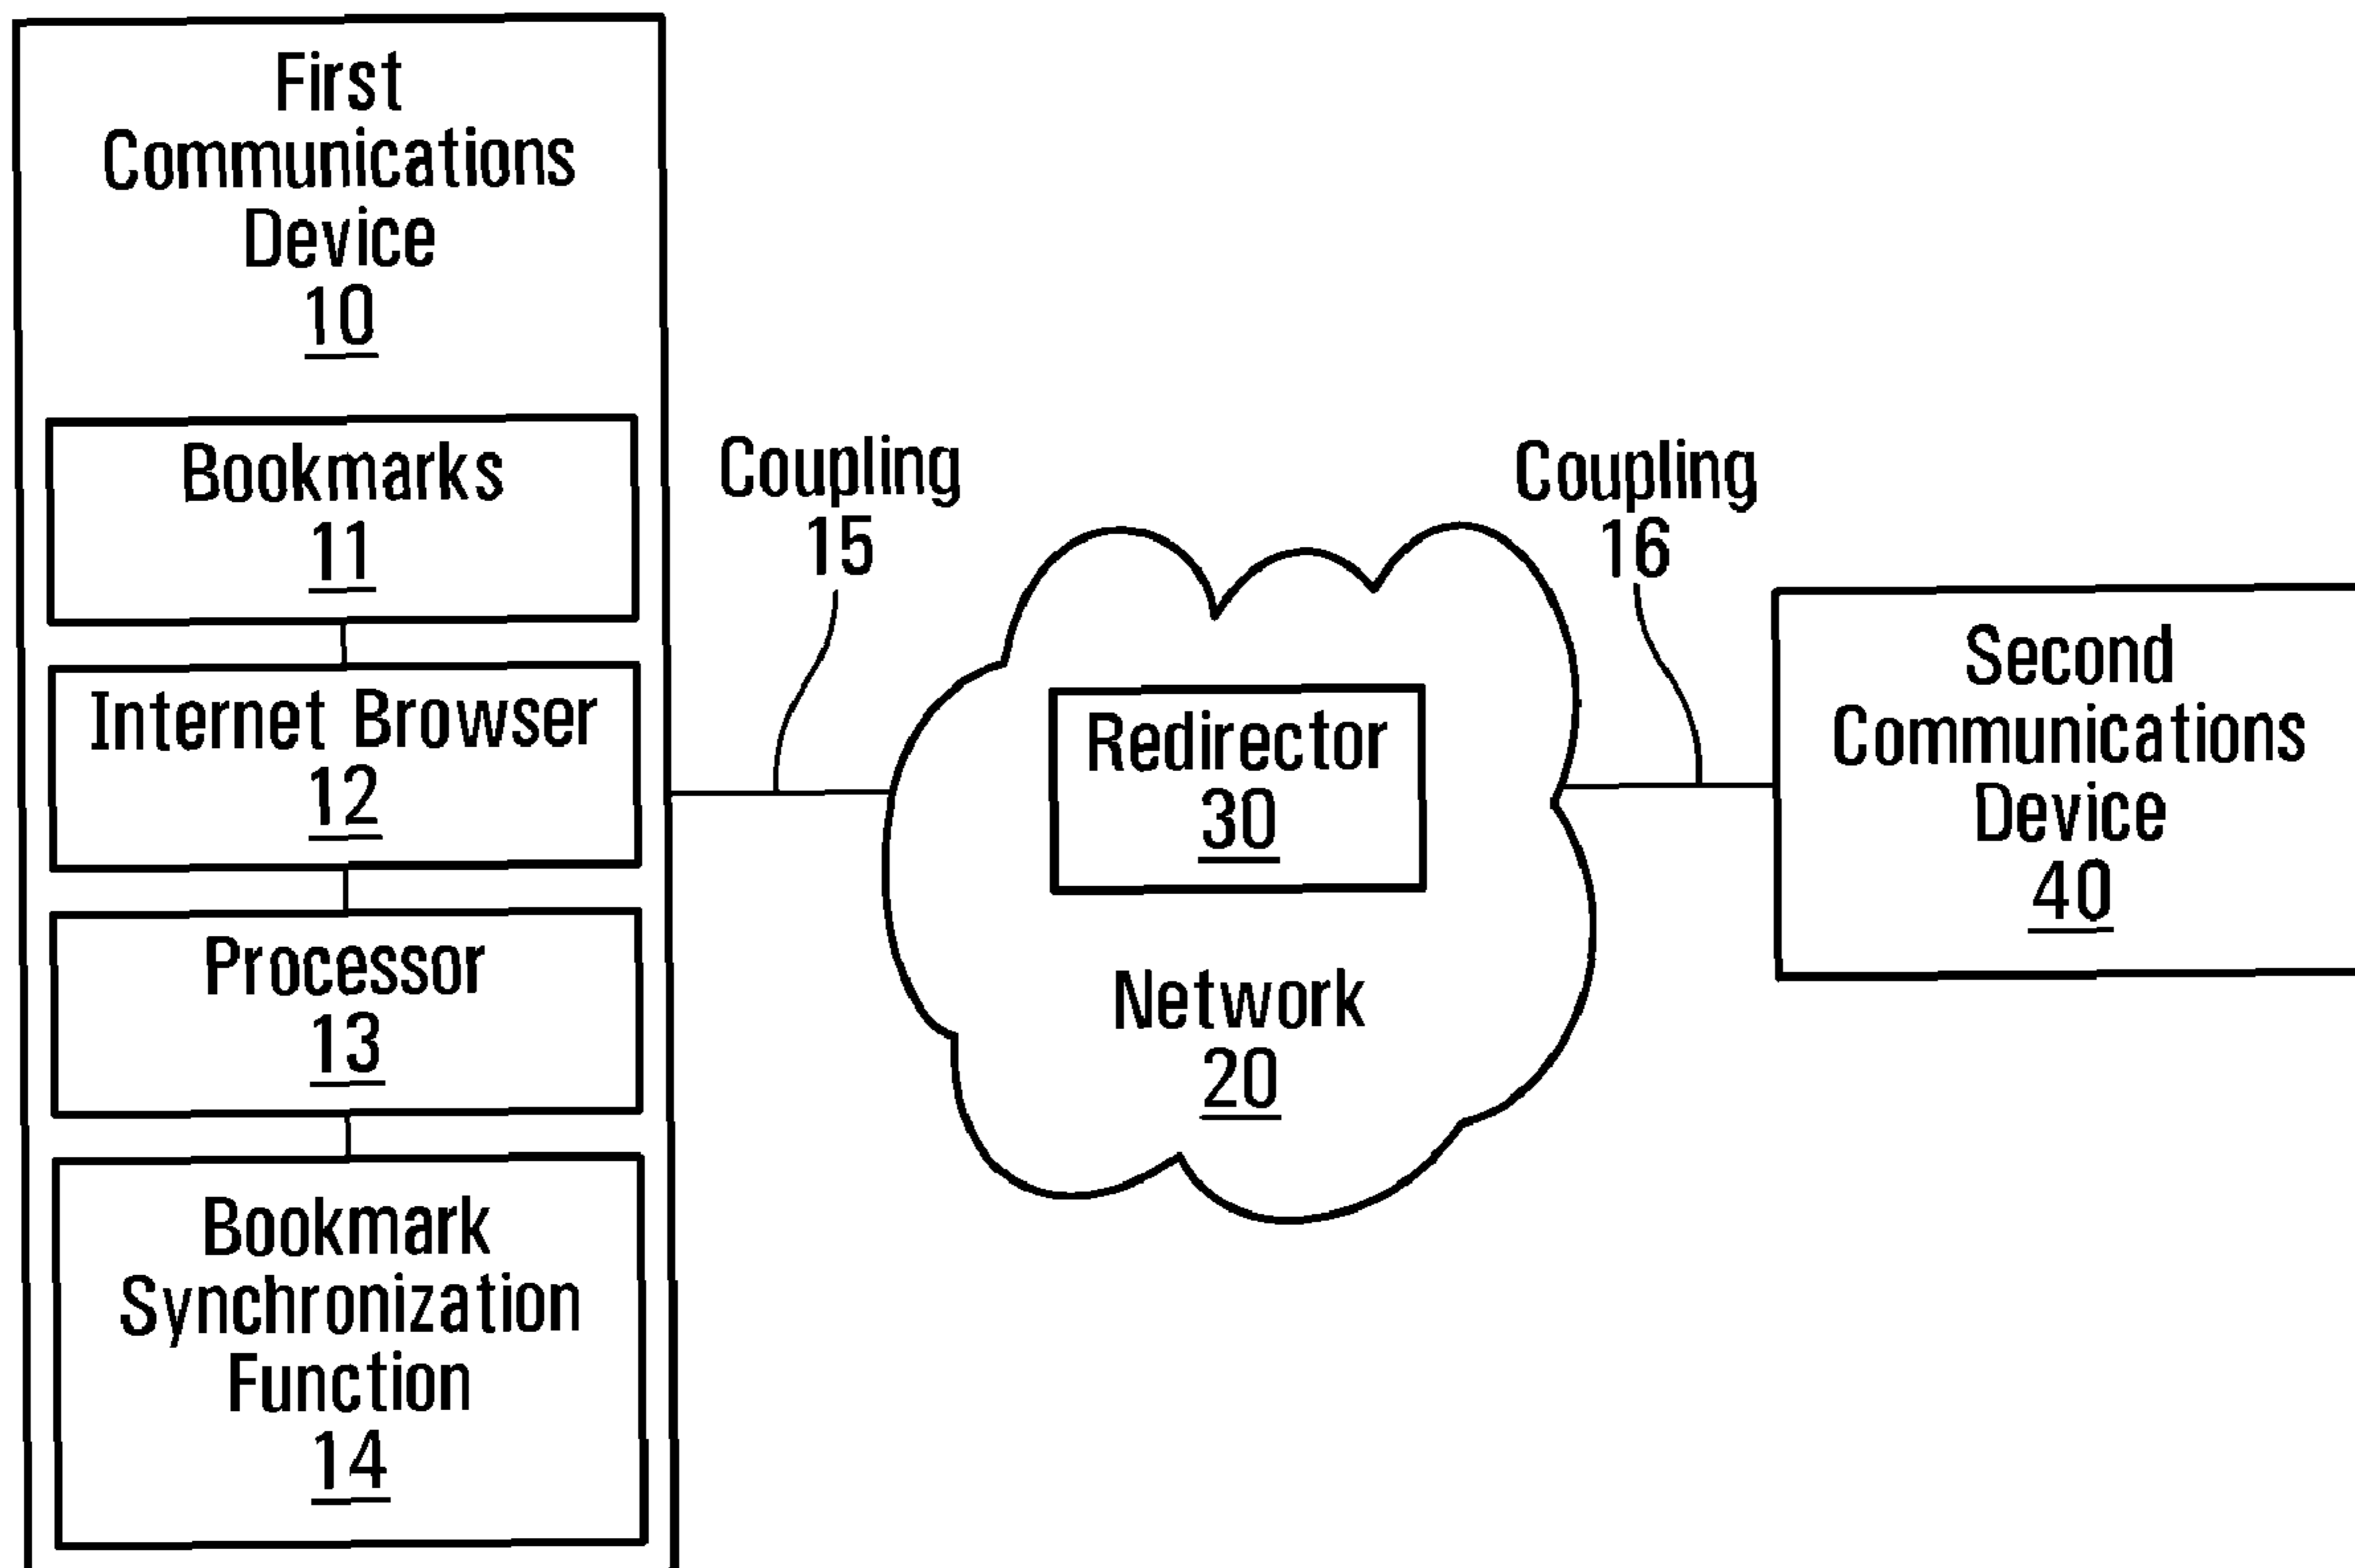 First
Communications
Device
10
Bookmarks
11
Internet Browser
12
Processor
13
Bookmark
Synchronization
Function
14
Coupling
15
Redirector
30
Network
20
Coupling
16
Second
Communications
Device
40